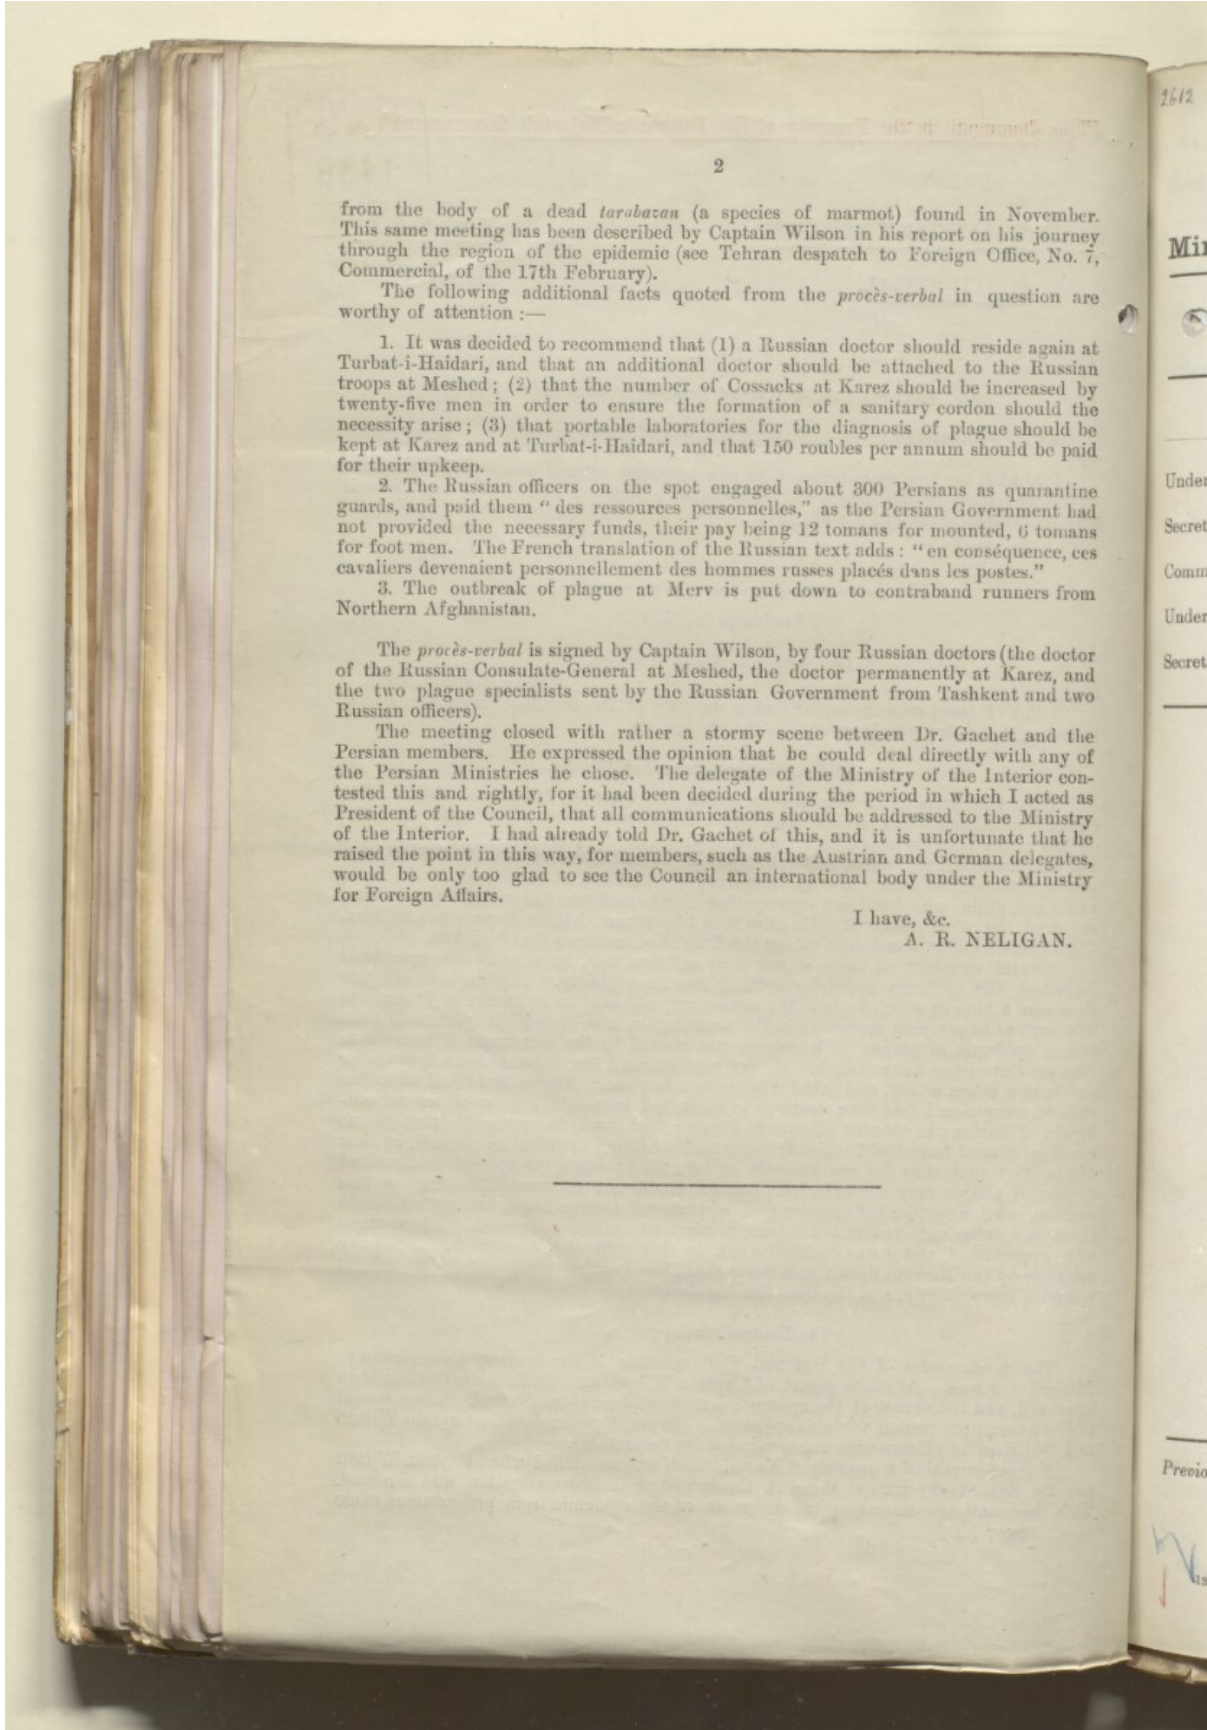 2
from the body of a dead tarabazan (a species of marmot) found in November.
This same meeting has been described by Captain Wilson in his report on his journey
through the region of the epidemic (see Tehran despatch to Foreign Office, No. 7,
Commercial, of the 17th February).
The following additional facts quoted from the procès-verbal in question are
worthy of attention :—
1. It was decided to recommend that (1) a Russian doctor should reside again at
Turbat-i-Haidari, and that an additional doctor should be attached to the Russian
troops at Meshed; (2) that the number of Cossacks at Karez should be increased by
twenty-five men in order to ensure the formation of a sanitary cordon should the
necessity arise; (3) that portable laboratories for the diagnosis of plague should be
kept at Karez and at Turbat-i-Haidari, and that 150 roubles per annum should be paid
for their upkeep.
2. The Russian officers on the spot engaged about 300 Persians as quarantine
guards, and paid them “ des ressources personnelles,” as the Persian Government had
not provided the necessary funds, their pay being 12 tomans for mounted, 6 tomans
for foot men. The French translation of the Russian text adds : “ en conséquence, ces
cavaliers devenaient personnellement des hommes russes placés dans les postes.”
3. The outbreak of plague at Merv is put down to contraband runners from
Northern Afghanistan.
The procès-verbal is signed by Captain Wilson, by four Russian doctors (the doctor
of the Russian Consulate-General at Meshed, the doctor permanently at Karez, and
the two plague specialists sent by the Russian Government from Tashkent and two
Russian officers).
The meeting closed with rather a stormy scene between Dr. Gachet and the
Persian members. He expressed the opinion that he could deal directly with any of
the Persian Ministries he chose. The delegate of the Ministry of the Interior con-
tested this and rightly, for it had been decided during the period in which I acted as
President of the Council, that all communications should be addressed to the Ministry
of the Interior. I had already told Dr. Gachet of this, and it is unfortunate that he
raised the point in this way, for members, such as the Austrian and German delegates,
would be only too glad to see the Council an international body under the Ministry
for Foreign Affairs.
I have, &c.
A. R. NELIGAN.
2612
Min
Under
Secret
Comm
Under
Secret
Previo